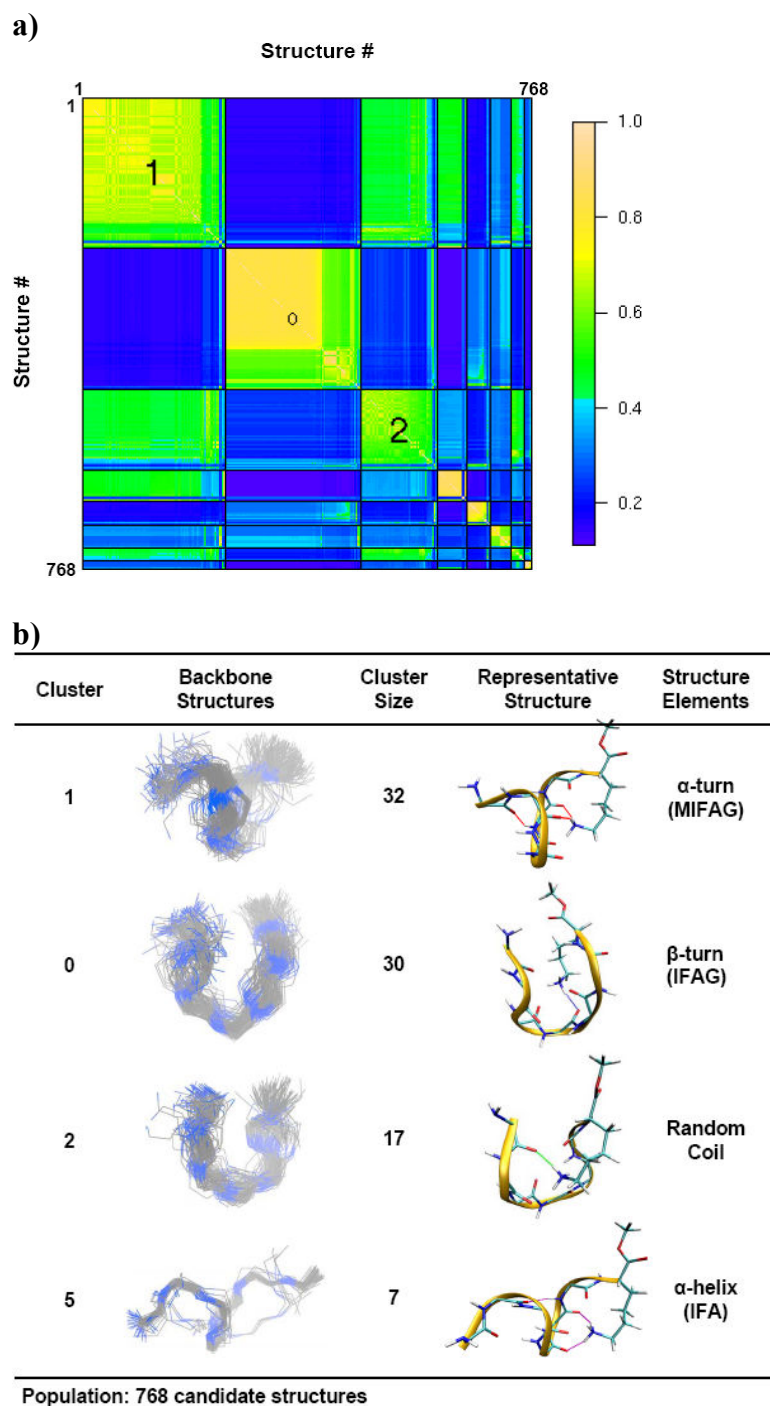 a)
Structure #
1
768
1
Structure #
768
1
0
2
1.0
0.8
0.6
0.4
0.2
b)
Cluster Backbone Structures Cluster Size Representative Structure Structure Elements
1 32 α-turn (MIFAG)
0 30 β-turn (IFAG)
2 17 Random Coil
5 7 α-helix (IFA)
Population: 768 candidate structures